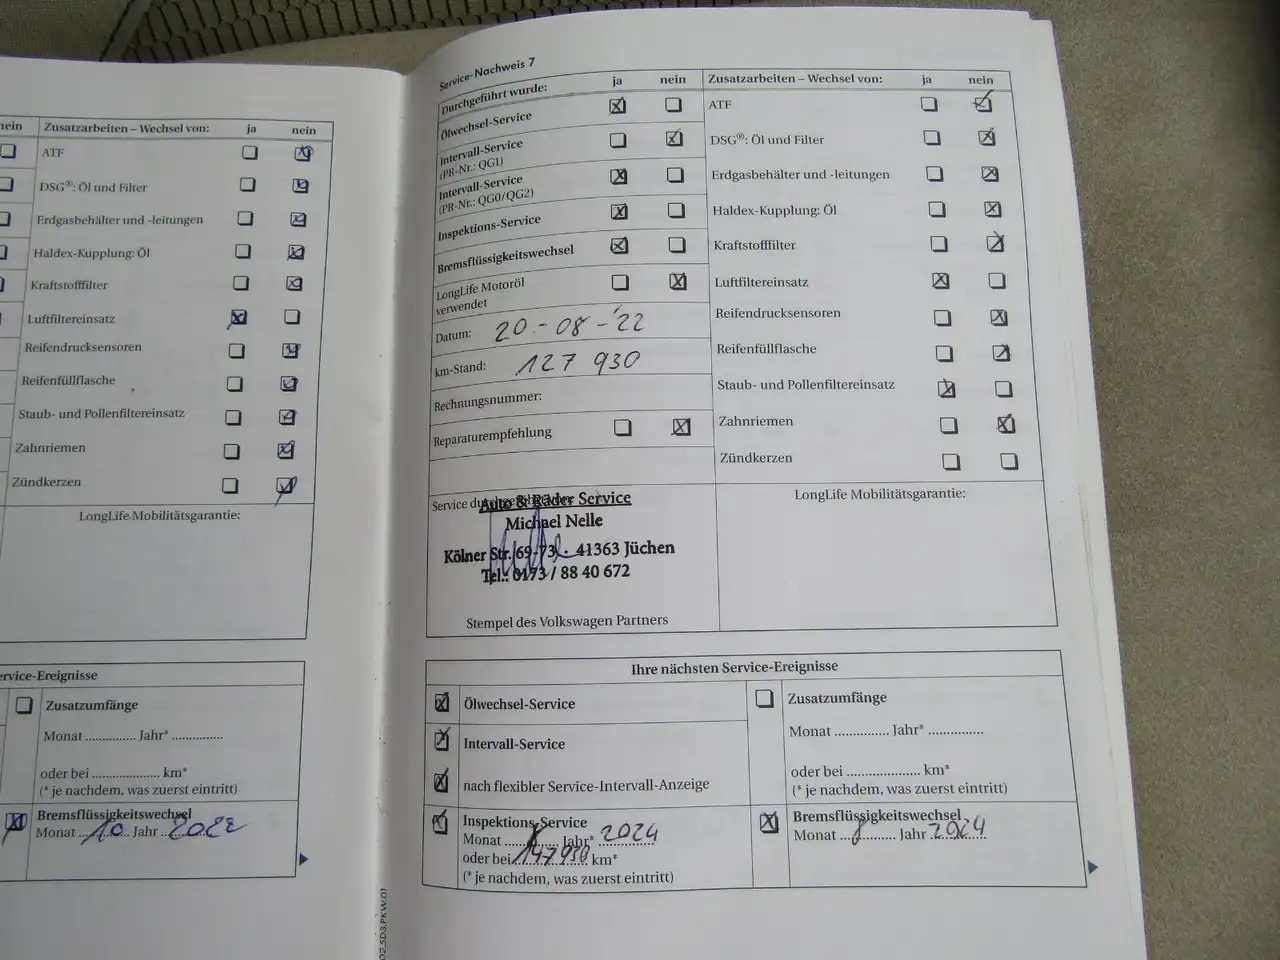 nein Zusatzarbeiten – Wechsel von: ja nein
ATF
DSG®: Öl und Filter
Erdgasbehälter und -leitungen
Haldex-Kupplung: Öl
Kraftstofffilter
Luftfiltereinsatz
Reifendrucksensoren
Reifenfüllflasche
Staub- und Pollenfiltereinsatz
Zahnriemen
Zündkerzen
LongLife Mobilitätsgarantie:
ervice-Ereignisse
Zusatzumfänge
Monat .............. Jahr* ..............
oder bei ................... km*
(* je nachdem, was zuerst eintritt)
Bremsflüssigkeitswechsel
Monat 10 Jahr 2022
02.5D3.PKW.01
Service-Nachweis 7
Durchgeführt wurde: ja nein
Ölwechsel-Service
Intervall-Service
(PR-Nr.: QG1)
Intervall-Service
(PR-Nr.: QG0/QG2)
Inspektions-Service
Bremsflüssigkeitswechsel
LongLife Motoröl
verwendet
Datum: 20.-08-'22
km-Stand: 127 930
Rechnungsnummer:
Reparaturempfehlung
Service durchgeführt von:
Auto & Räder Service
Michael Nelle
Kölner Str. 69-73 · 41363 Jüchen
Tel.: 0173 / 88 40 672
Stempel des Volkswagen Partners
Zusatzarbeiten – Wechsel von: ja nein
ATF
DSG®: Öl und Filter
Erdgasbehälter und -leitungen
Haldex-Kupplung: Öl
Kraftstofffilter
Luftfiltereinsatz
Reifendrucksensoren
Reifenfüllflasche
Staub- und Pollenfiltereinsatz
Zahnriemen
Zündkerzen
LongLife Mobilitätsgarantie:
Ihre nächsten Service-Ereignisse
Ölwechsel-Service
Intervall-Service
nach flexibler Service-Intervall-Anzeige
Inspektions-Service
Monat 8 Jahr* 2024
oder bei 147930 km*
(* je nachdem, was zuerst eintritt)
Zusatzumfänge
Monat .............. Jahr* ..............
oder bei ................... km*
(* je nachdem, was zuerst eintritt)
Bremsflüssigkeitswechsel
Monat 8 Jahr 2024